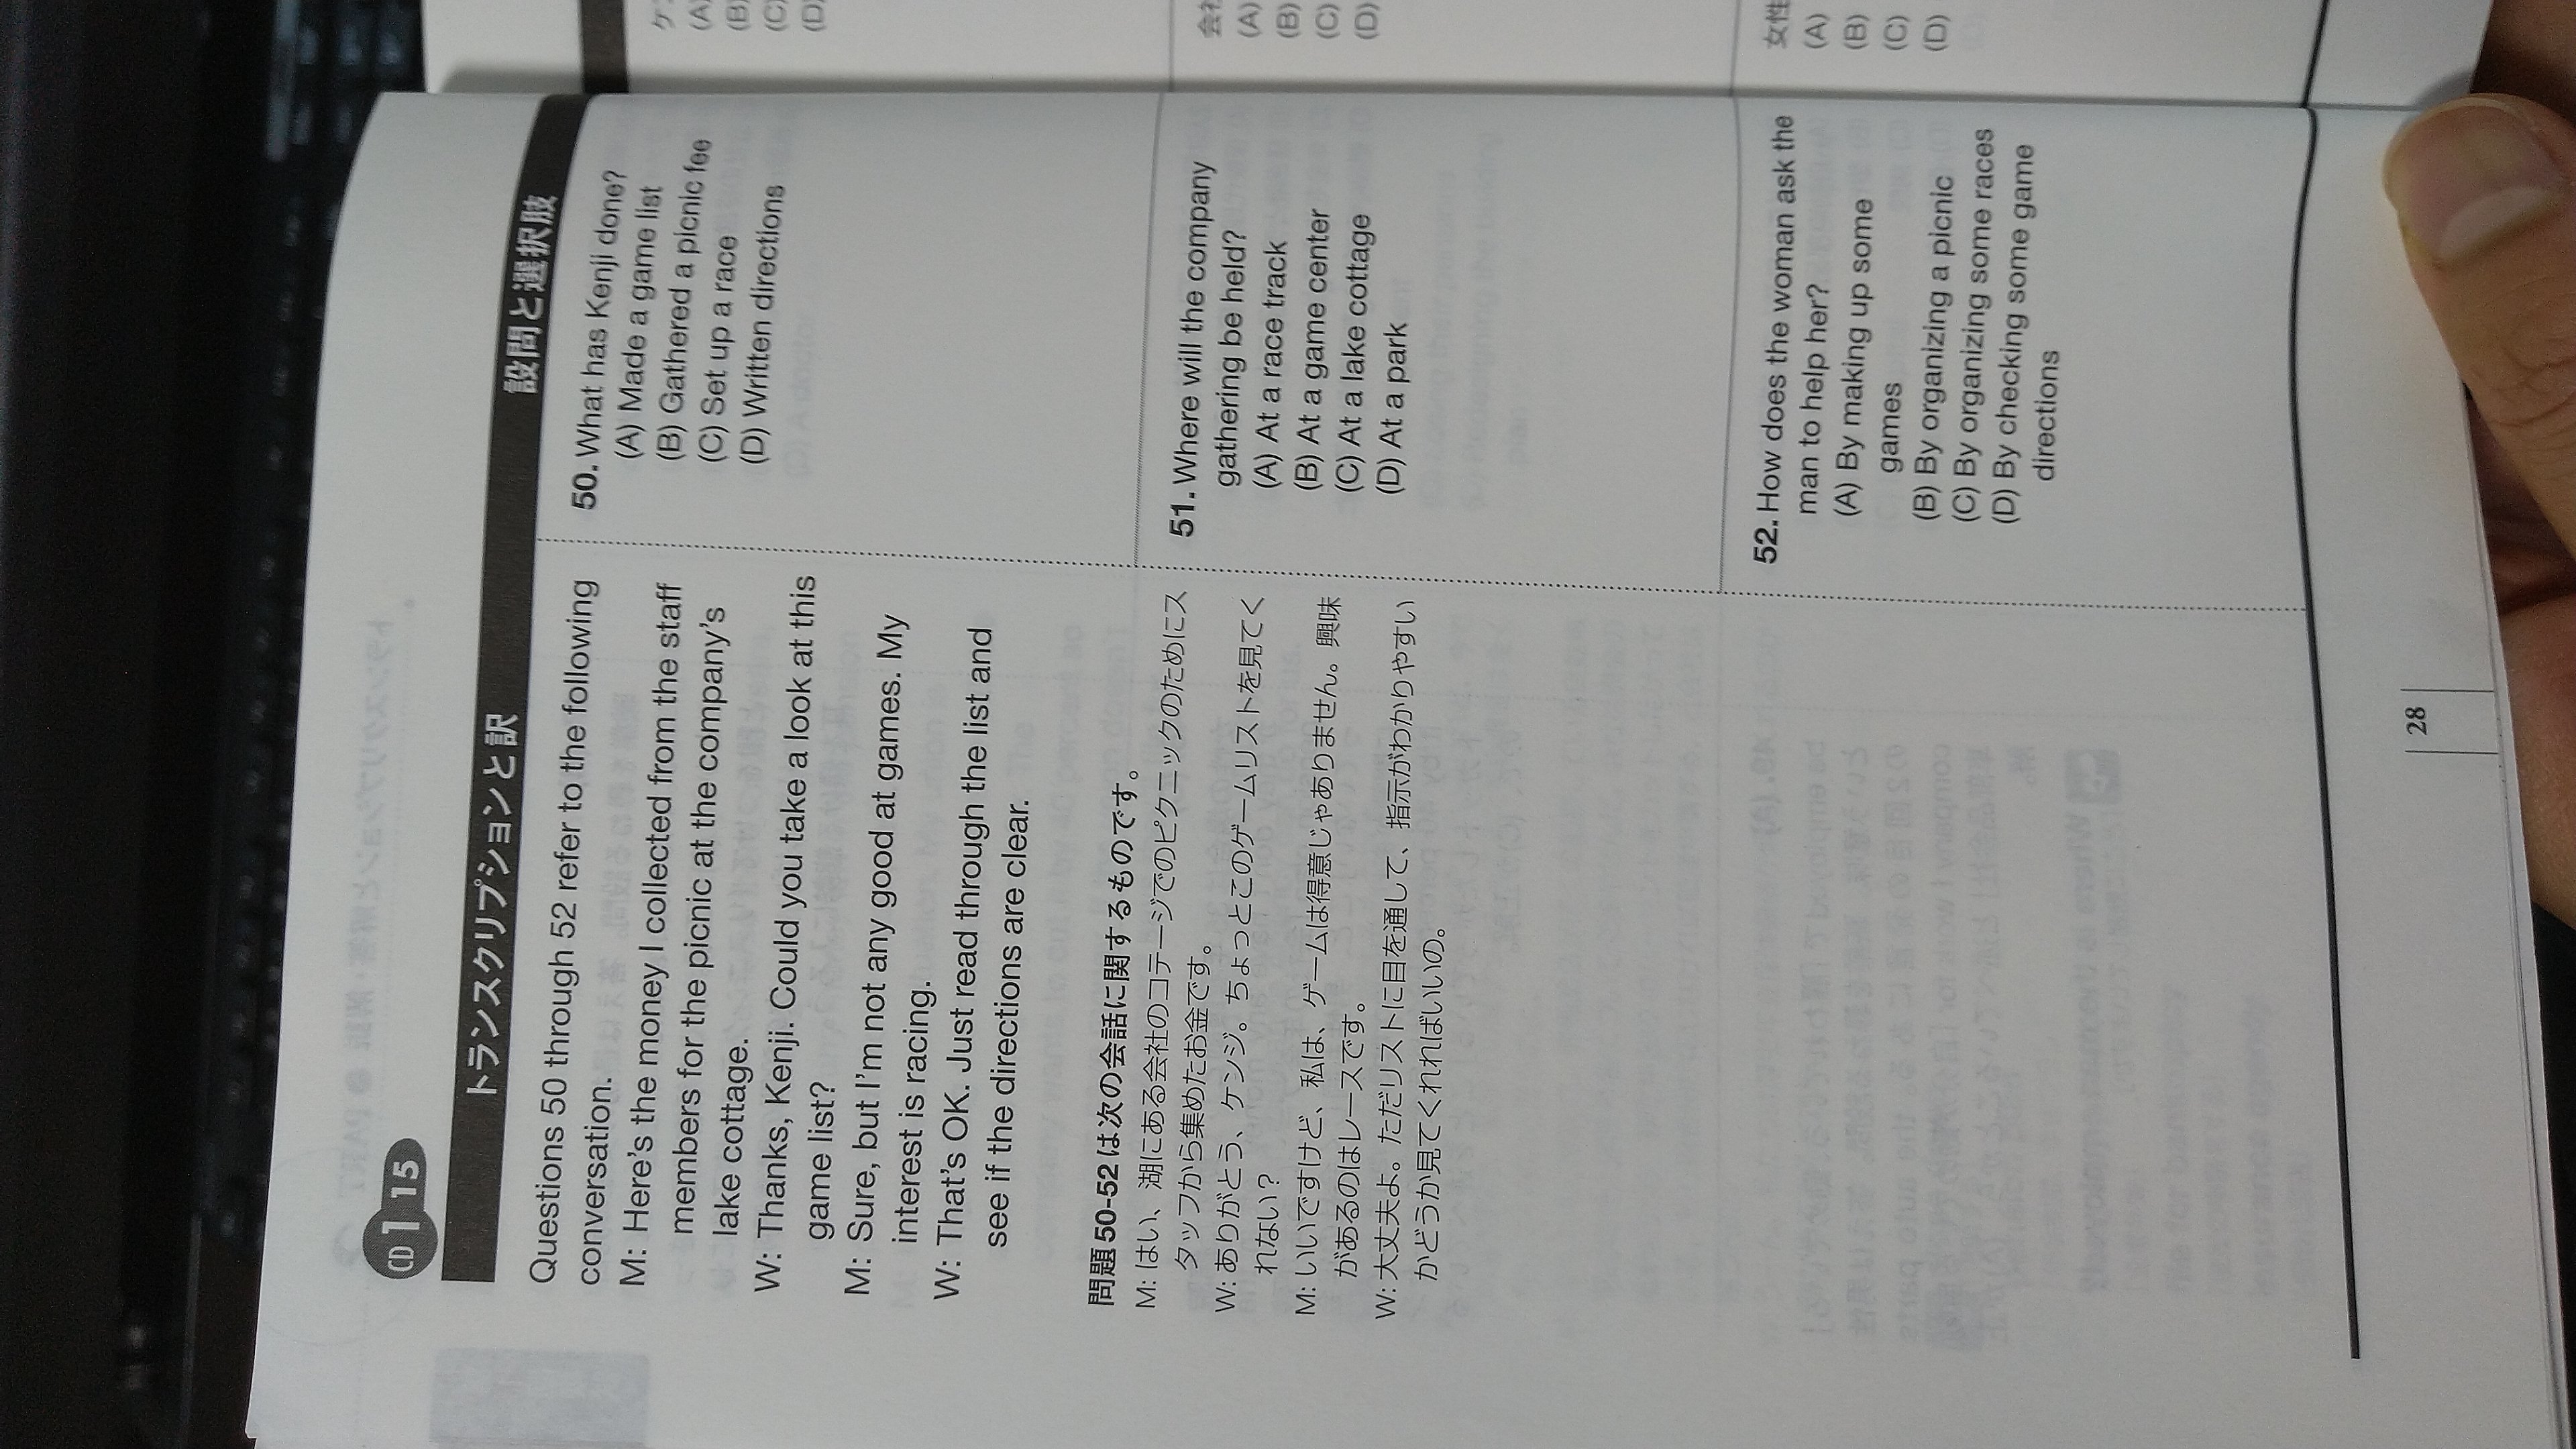 CD 1 15
トランスクリプションと訳
設問と選択肢
Questions 50 through 52 refer to the following
conversation.
M: Here's the money I collected from the staff
members for the picnic at the company's
lake cottage.
W: Thanks, Kenji. Could you take a look at this
game list?
M: Sure, but I'm not any good at games. My
interest is racing.
W: That's OK. Just read through the list and
see if the directions are clear.
問題50-52は次の会話に関するものです。
M: はい、湖にある会社のコテージでのピクニックのためにス
タッフから集めたお金です。
W: ありがとう、ケンジ。ちょっとこのゲームリストを見てく
れない？
M: いいですけど、私は、ゲームは得意じゃありません。興味
があるのはレースです。
W: 大丈夫よ。ただリストに目を通して、指示がわかりやすい
かどうか見てくれればいいの。
50. What has Kenji done?
(A) Made a game list
(B) Gathered a picnic fee
(C) Set up a race
(D) Written directions
51. Where will the company
gathering be held?
(A) At a race track
(B) At a game center
(C) At a lake cottage
(D) At a park
52. How does the woman ask the
man to help her?
(A) By making up some
games
(B) By organizing a picnic
(C) By organizing some races
(D) By checking some game
directions
28
ケ
(A)
(B)
(C)
(D)
会社
(A)
(B)
(C)
(D)
女性
(A)
(B)
(C)
(D)